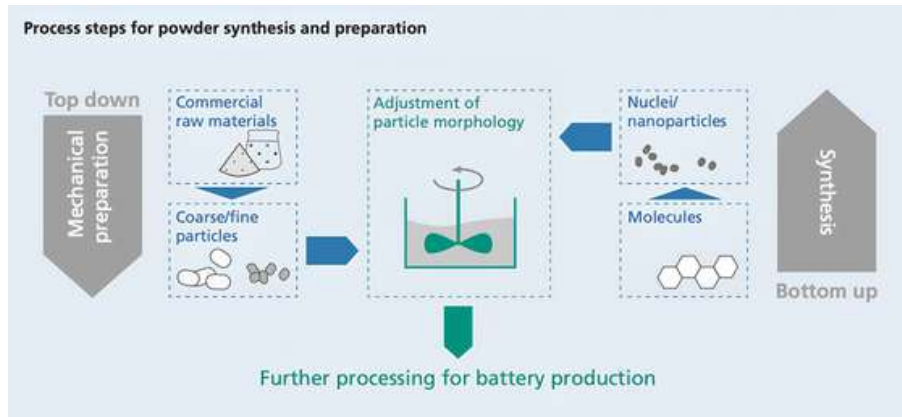 Process steps for powder synthesis and preparation
Top down
Mechanical
preparation
Commercial
raw materials
Coarse/fine
particles
Adjustment of
particle morphology
Nuclei/
nanoparticles
Molecules
Synthesis
Bottom up
Further processing for battery production